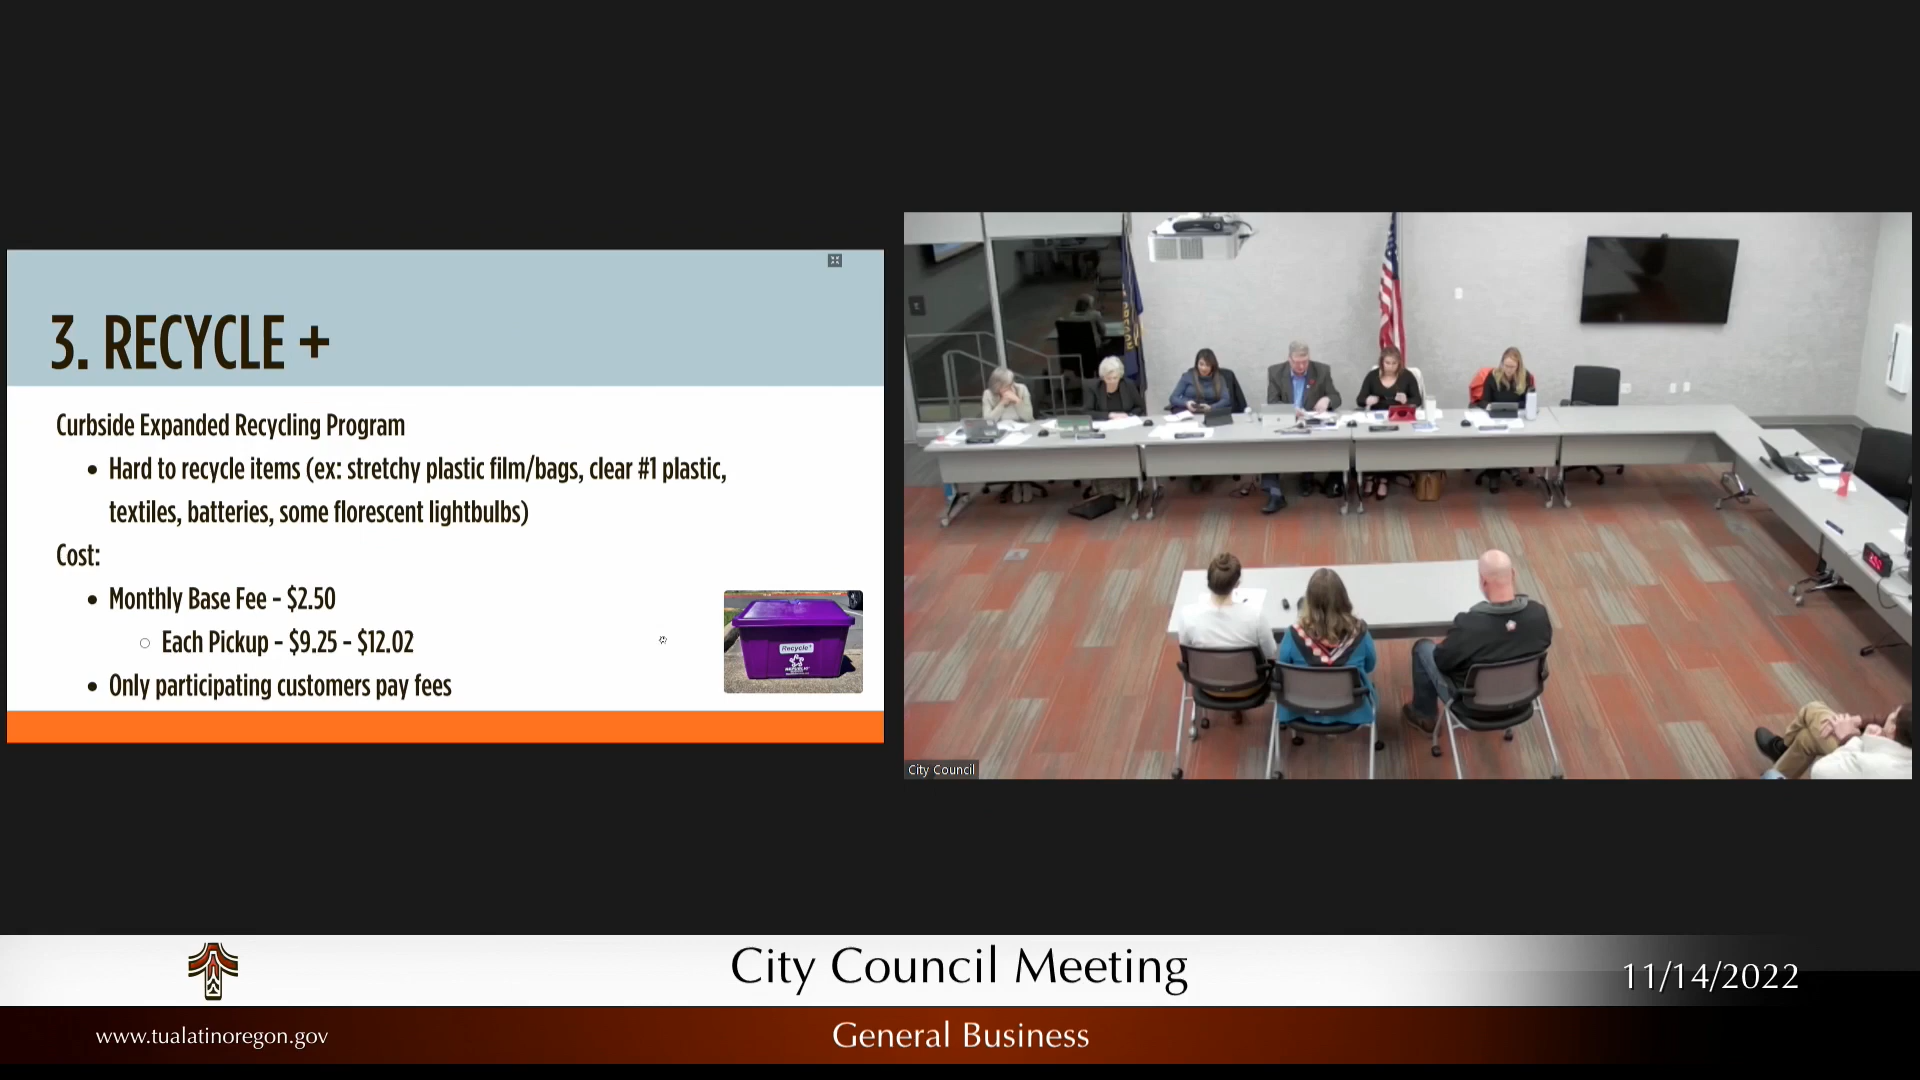 3. RECYCLE +
Curbside Expanded Recycling Program
• Hard to recycle items (ex: stretchy plastic film/bags, clear #1 plastic,
textiles, batteries, some florescent lightbulbs)
Cost:
• Monthly Base Fee - $2.50
○ Each Pickup - $9.25 - $12.02
• Only participating customers pay fees
Recycle+
REPUBLIC
City Council
City Council Meeting
11/14/2022
www.tualatinoregon.gov
General Business